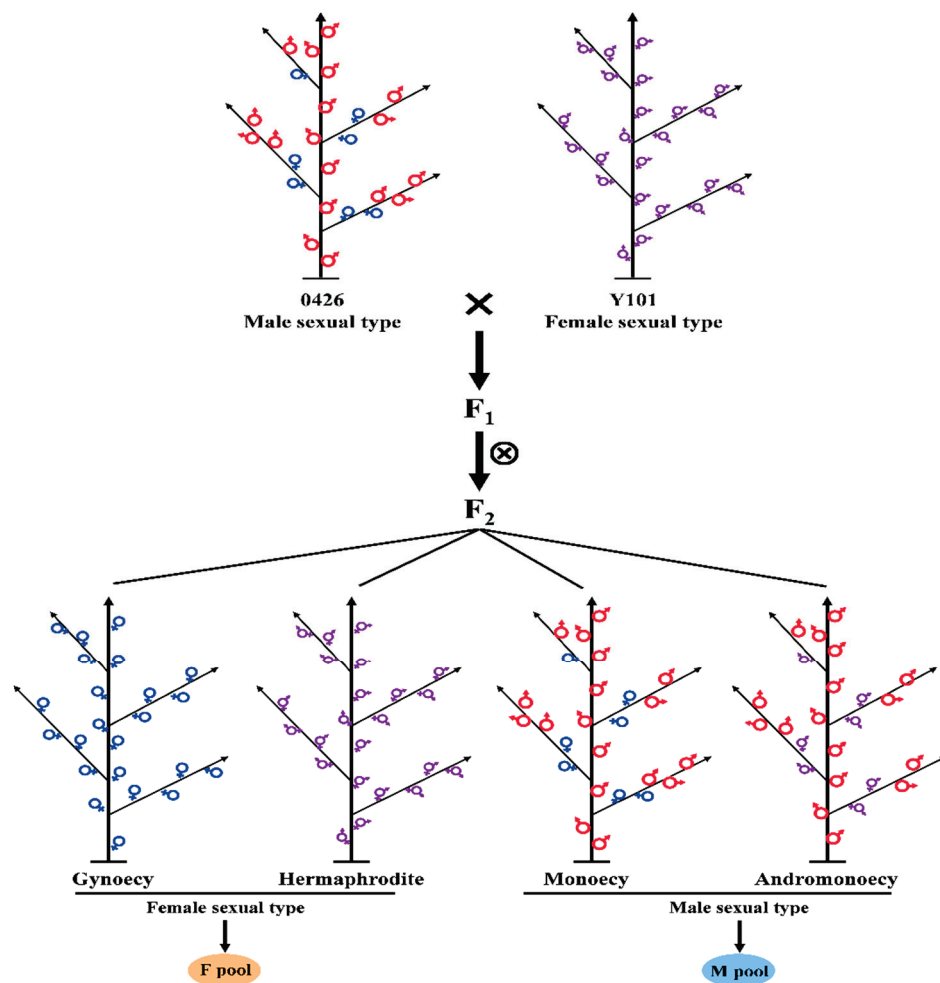 0426
Male sexual type
Y101
Female sexual type
F1
F2
Gynoecy
Hermaphrodite
Monoecy
Andromonoecy
Female sexual type
Male sexual type
F pool
M pool